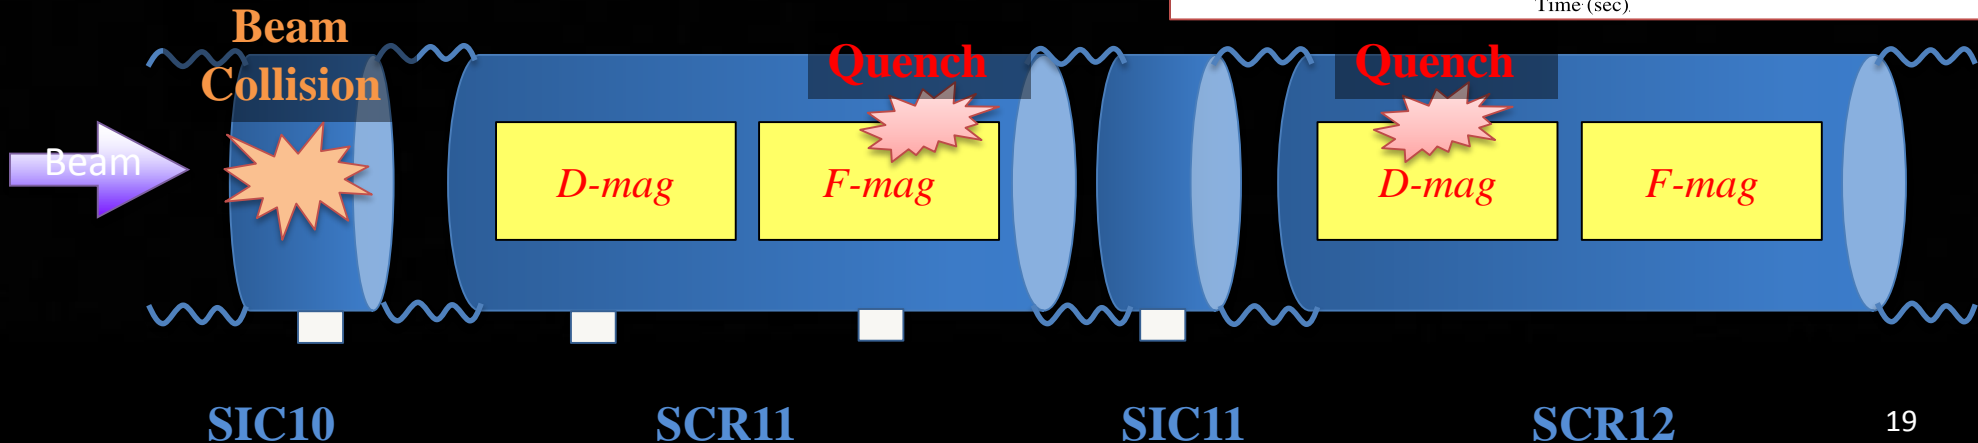 Time (sec)
Beam
Collision
Quench
Quench
Beam
D-mag
F-mag
D-mag
F-mag
SIC10
SCR11
SIC11
SCR12
19